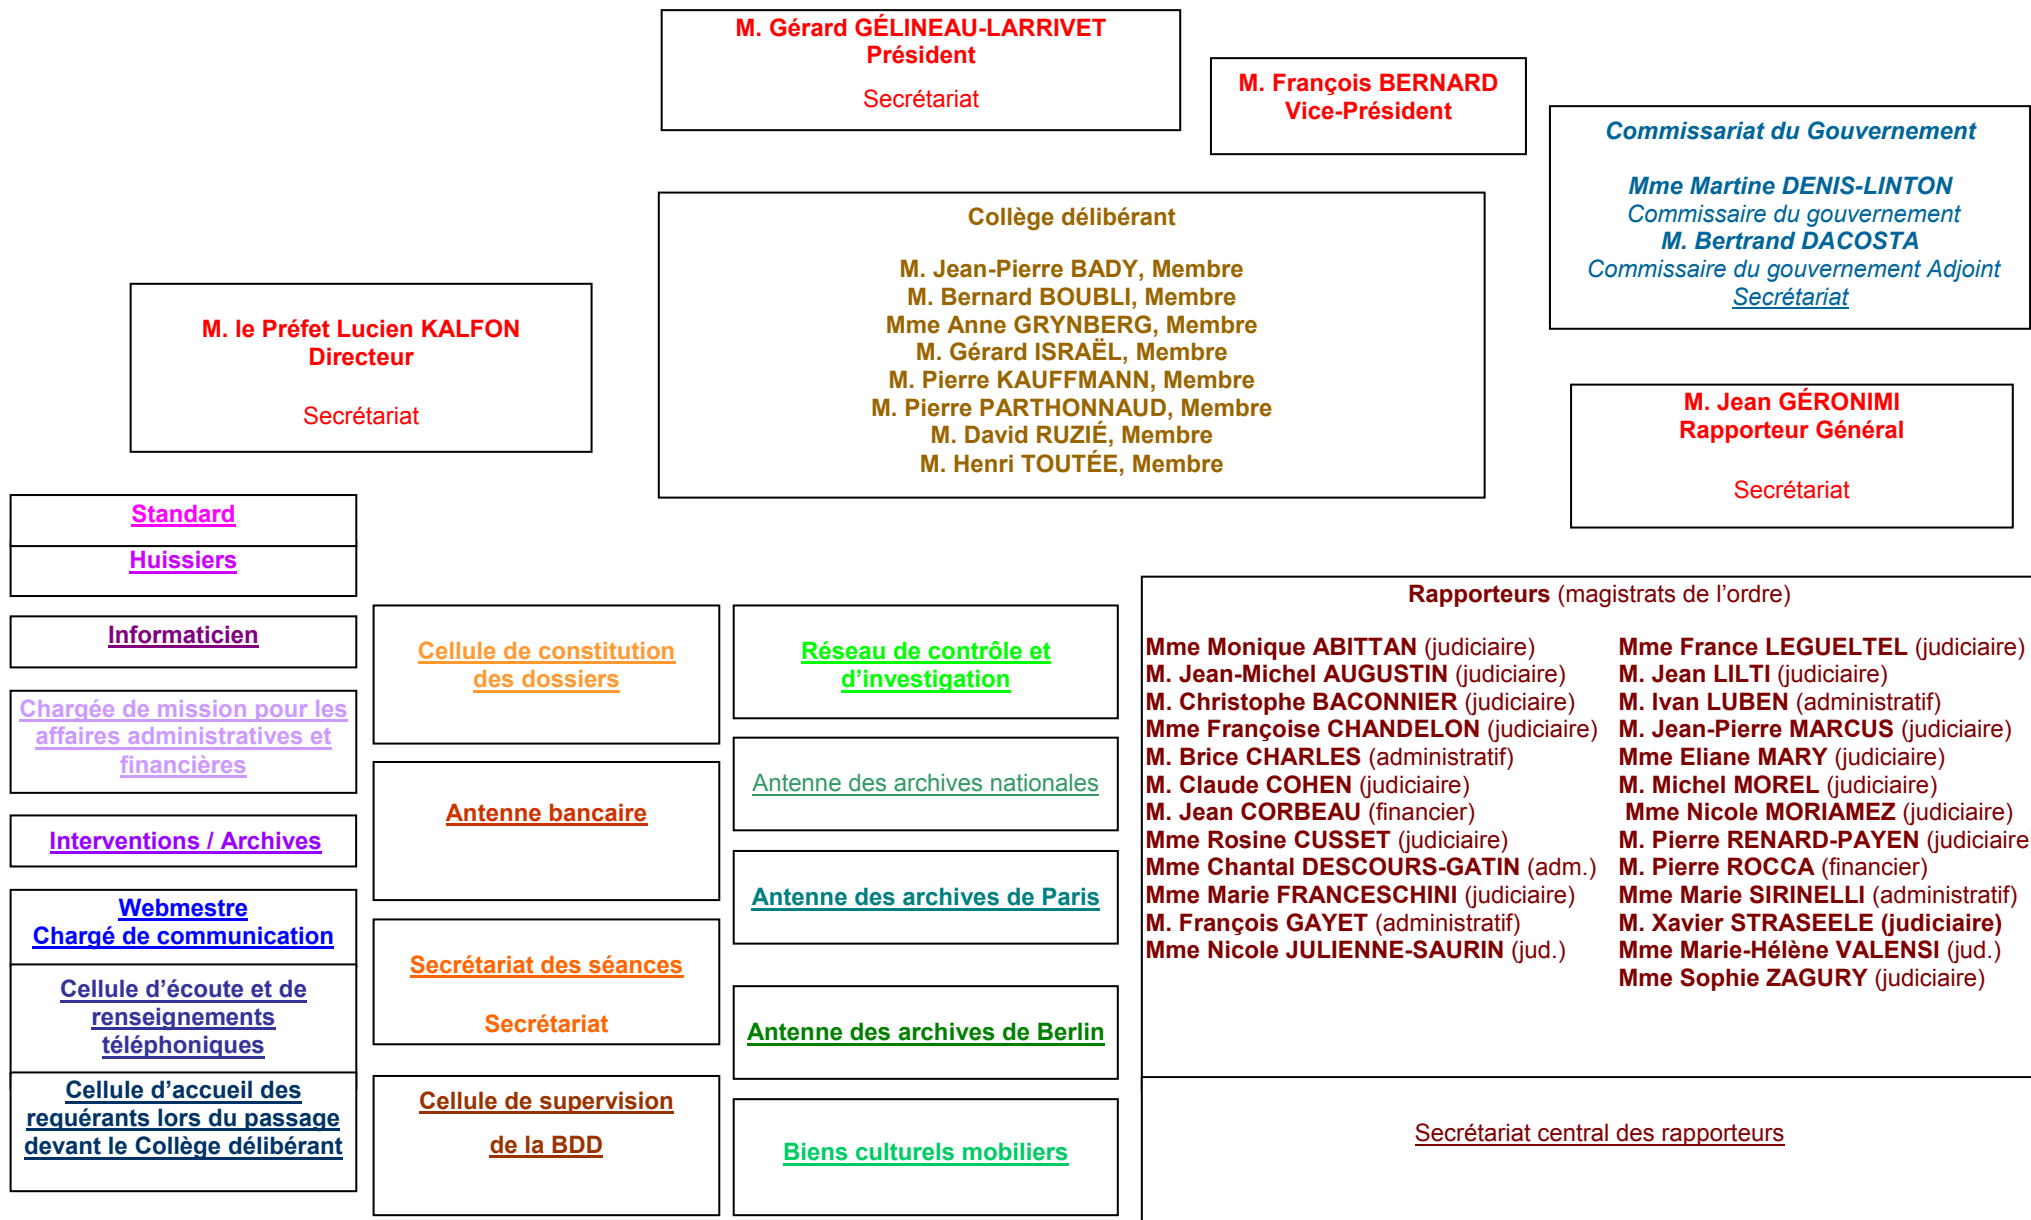 M. Gérard GÉLINEAU-LARRIVET
Président
Secrétariat
M. François BERNARD
Vice-Président
Commissariat du Gouvernement
Mme Martine DENIS-LINTON
Commissaire du gouvernement
M. Bertrand DACOSTA
Commissaire du gouvernement Adjoint
Secrétariat
Collège délibérant
M. Jean-Pierre BADY, Membre
M. Bernard BOUBLI, Membre
Mme Anne GRYNBERG, Membre
M. Gérard ISRAËL, Membre
M. Pierre KAUFFMANN, Membre
M. Pierre PARTHONNAUD, Membre
M. David RUZIÉ, Membre
M. Henri TOUTÉE, Membre
M. le Préfet Lucien KALFON
Directeur
Secrétariat
M. Jean GÉRONIMI
Rapporteur Général
Secrétariat
Standard
Huissiers
Informaticien
Chargée de mission pour les
affaires administratives et
financières
Interventions / Archives
Webmestre
Chargé de communication
Cellule d'écoute et de
renseignements
téléphoniques
Cellule d'accueil des
requérants lors du passage
devant le Collège délibérant
Cellule de constitution
des dossiers
Antenne bancaire
Secrétariat des séances
Secrétariat
Cellule de supervision
de la BDD
Réseau de contrôle et
d'investigation
Antenne des archives nationales
Antenne des archives de Paris
Antenne des archives de Berlin
Biens culturels mobiliers
Rapporteurs (magistrats de l'ordre)
Mme Monique ABITTAN (judiciaire)
M. Jean-Michel AUGUSTIN (judiciaire)
M. Christophe BACONNIER (judiciaire)
Mme Françoise CHANDELON (judiciaire)
M. Brice CHARLES (administratif)
M. Claude COHEN (judiciaire)
M. Jean CORBEAU (financier)
Mme Rosine CUSSET (judiciaire)
Mme Chantal DESCOURS-GATIN (adm.)
Mme Marie FRANCESCHINI (judiciaire)
M. François GAYET (administratif)
Mme Nicole JULIENNE-SAURIN (jud.)
Mme France LEGUELTEL (judiciaire)
M. Jean LILTI (judiciaire)
M. Ivan LUBEN (administratif)
M. Jean-Pierre MARCUS (judiciaire)
Mme Eliane MARY (judiciaire)
M. Michel MOREL (judiciaire)
Mme Nicole MORIAMEZ (judiciaire)
M. Pierre RENARD-PAYEN (judiciaire
M. Pierre ROCCA (financier)
Mme Marie SIRINELLI (administratif)
M. Xavier STRASEELE (judiciaire)
Mme Marie-Hélène VALENSI (jud.)
Mme Sophie ZAGURY (judiciaire)
Secrétariat central des rapporteurs